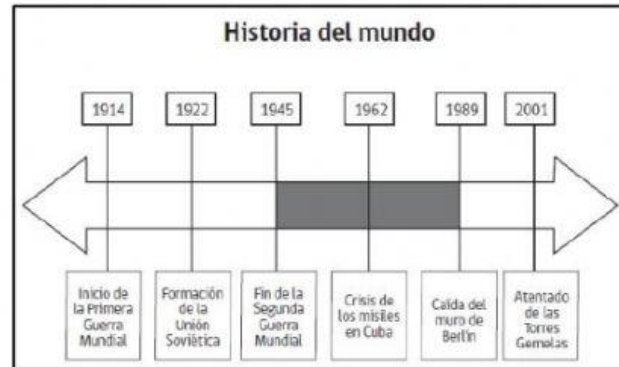 Historia del mundo
1914
1922
1945
1962
1989
2001
Inicio de
la Primera
Guerra
Mundial
Formación
de la
Unión
Soviética
Fin de la
Segunda
Guerra
Mundial
Crisis de
los misiles
en Cuba
Caída del
muro de
Berlín
Atentado
de las
Torres
Gemelas